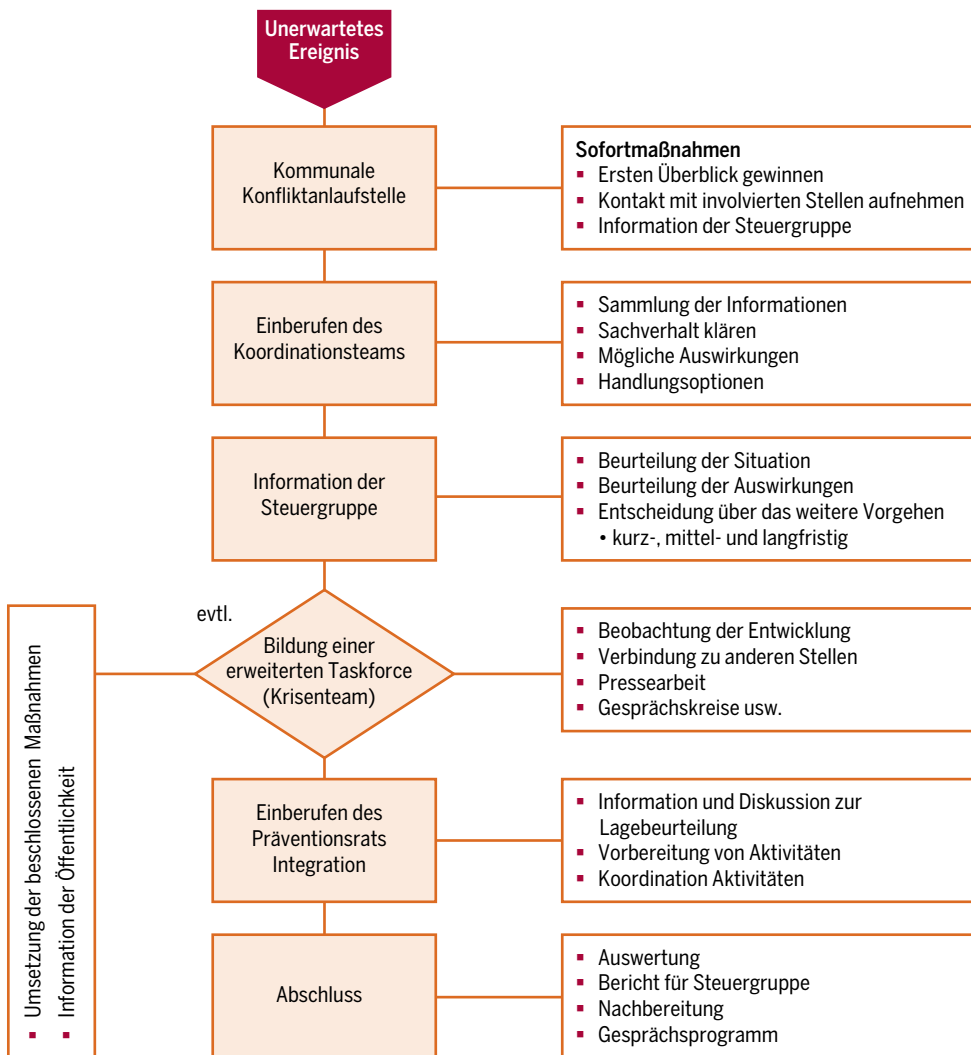 Unerwartetes
Ereignis
Kommunale
Konfliktanlaufstelle
Sofortmaßnahmen
▪ Ersten Überblick gewinnen
▪ Kontakt mit involvierten Stellen aufnehmen
▪ Information der Steuergruppe
Einberufen des
Koordinationsteams
▪ Sammlung der Informationen
▪ Sachverhalt klären
▪ Mögliche Auswirkungen
▪ Handlungsoptionen
Information der
Steuergruppe
▪ Beurteilung der Situation
▪ Beurteilung der Auswirkungen
▪ Entscheidung über das weitere Vorgehen
• kurz-, mittel- und langfristig
evtl.
Bildung einer
erweiterten Taskforce
(Krisenteam)
▪ Beobachtung der Entwicklung
▪ Verbindung zu anderen Stellen
▪ Pressearbeit
▪ Gesprächskreise usw.
▪ Umsetzung der beschlossenen Maßnahmen
▪ Information der Öffentlichkeit
Einberufen des
Präventionsrats
Integration
▪ Information und Diskussion zur
Lagebeurteilung
▪ Vorbereitung von Aktivitäten
▪ Koordination Aktivitäten
Abschluss
▪ Auswertung
▪ Bericht für Steuergruppe
▪ Nachbereitung
▪ Gesprächsprogramm